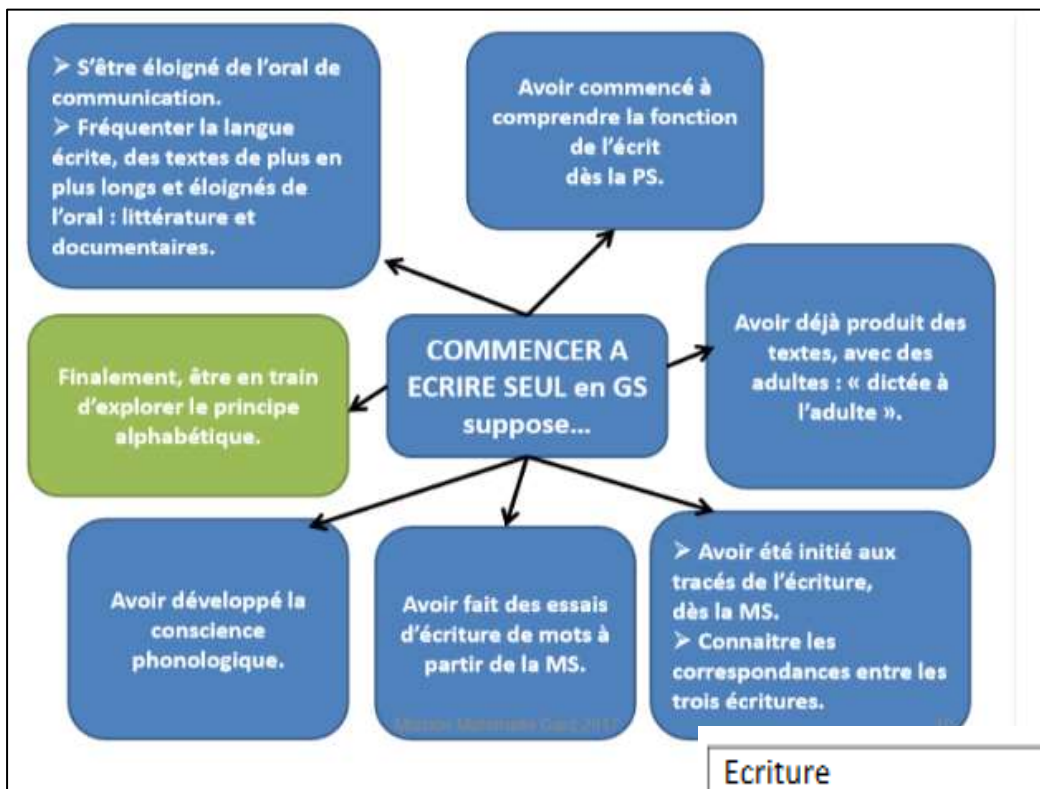 ➢ S'être éloigné de l'oral de
communication.
➢ Fréquenter la langue
écrite, des textes de plus en
plus longs et éloignés de
l'oral : littérature et
documentaires.
Avoir commencé à
comprendre la fonction
de l'écrit
dès la PS.
Finalement, être en train
d'explorer le principe
alphabétique.
COMMENCER A
ECRIRE SEUL en GS
suppose...
Avoir déjà produit des
textes, avec des
adultes : « dictée à
l'adulte ».
Avoir développé la
conscience
phonologique.
Avoir fait des essais
d'écriture de mots à
partir de la MS.
➢ Avoir été initié aux
tracés de l'écriture,
dès la MS.
➢ Connaitre les
correspondances entre les
trois écritures.
Ecriture